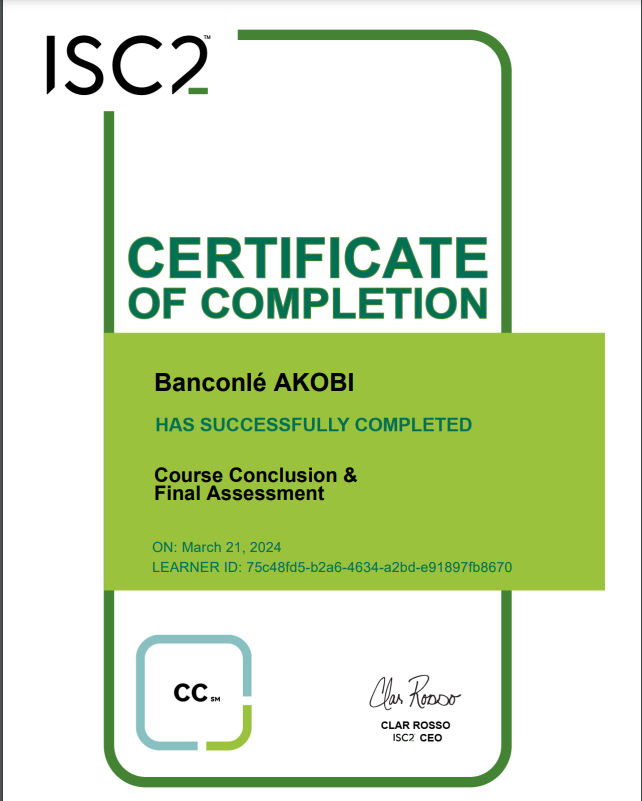 ISC2™
CERTIFICATE
OF COMPLETION
Banconlé AKOBI
HAS SUCCESSFULLY COMPLETED
Course Conclusion &
Final Assessment
ON: March 21, 2024
LEARNER ID: 75c48fd5-b2a6-4634-a2bd-e91897fb8670
CC SM
Clar Rosso
CLAR ROSSO
ISC2 CEO